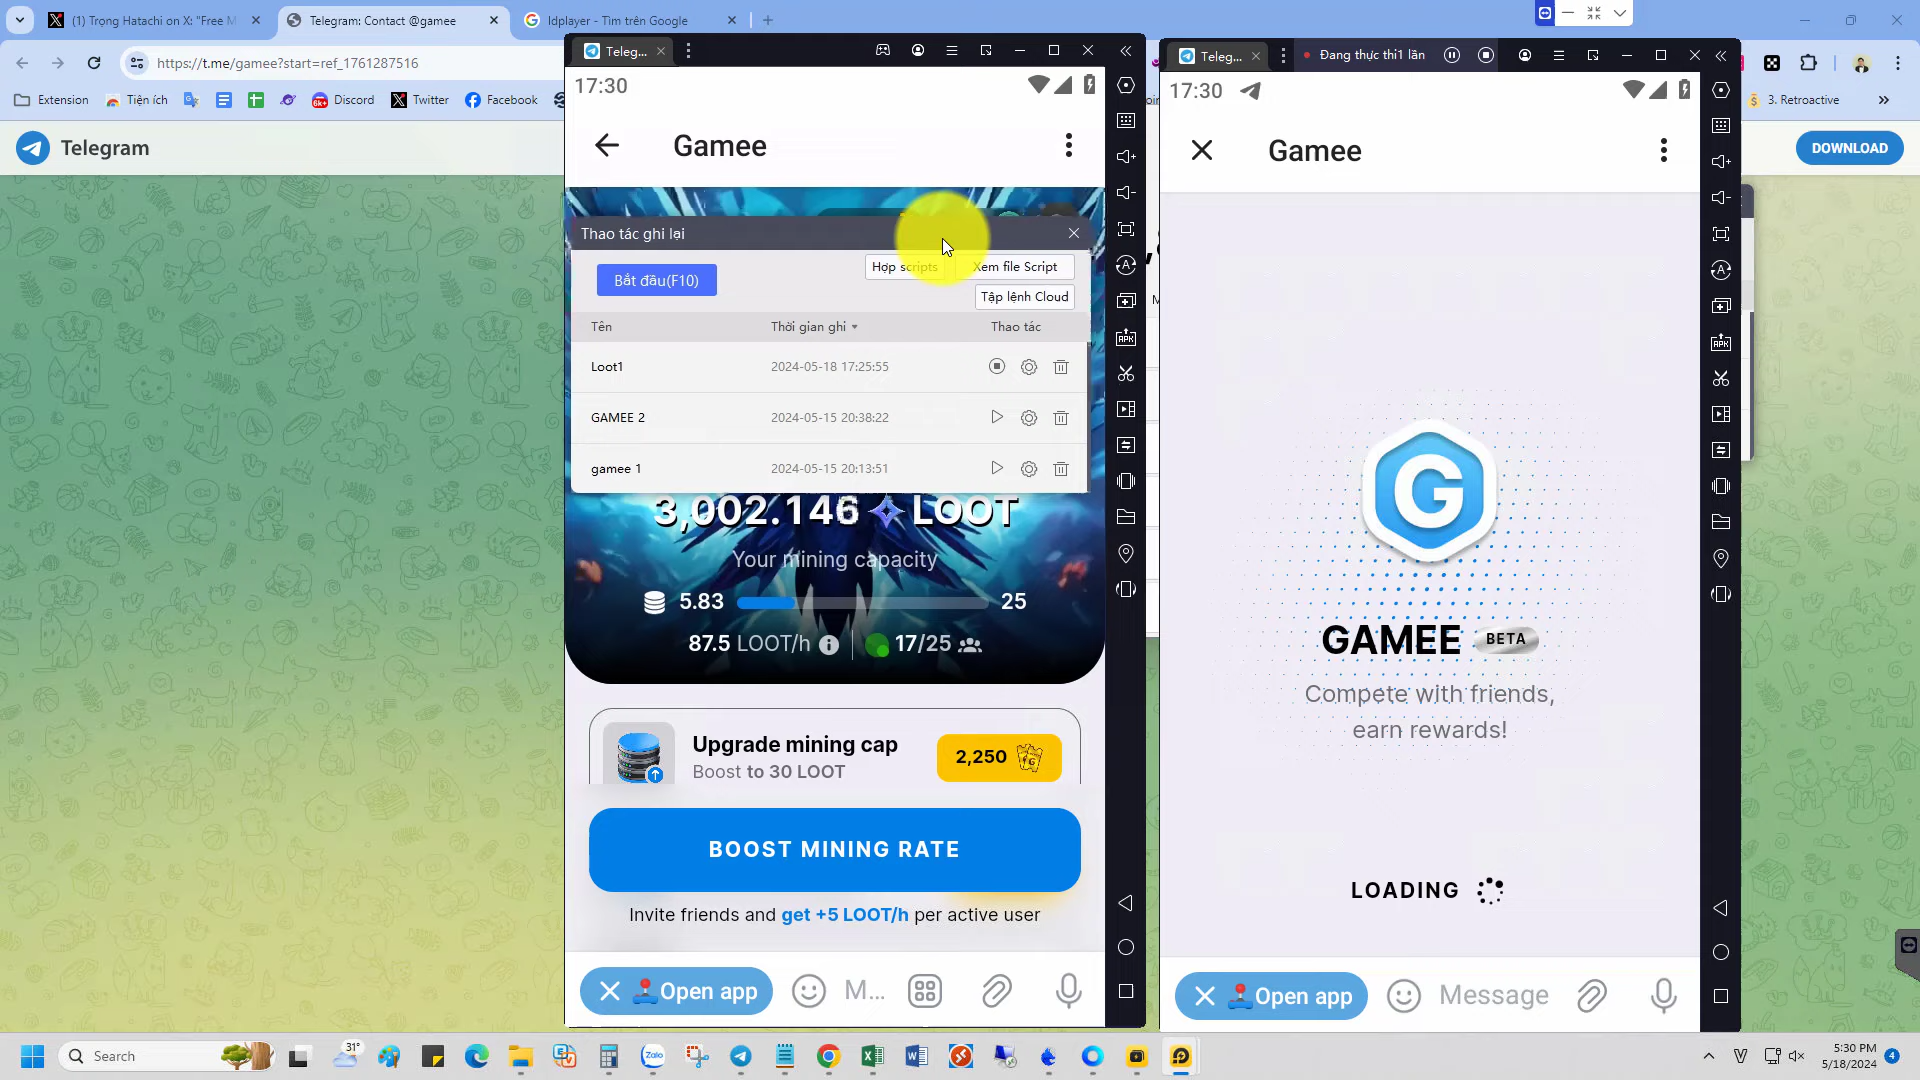 (1) Trọng Hatachi on X: "Free M
Telegram: Contact @gamee
ldplayer - Tìm trên Google
https://t.me/gamee?start=ref_1761287516
Extension
Tiện ích
Discord
Twitter
Facebook
3. Retroactive
Telegram
DOWNLOAD
Teleg...
17:30
Gamee
Thao tác ghi lại
Bắt đầu(F10)
Hợp scripts
Xem file Script
Tập lệnh Cloud
Tên
Thời gian ghi
Thao tác
Loot1
2024-05-18 17:25:55
GAMEE 2
2024-05-15 20:38:22
gamee 1
2024-05-15 20:13:51
3,002.146 LOOT
Your mining capacity
5.83
25
87.5 LOOT/h
17/25
Upgrade mining cap
Boost to 30 LOOT
2,250
BOOST MINING RATE
Invite friends and get +5 LOOT/h per active user
Open app
M...
Teleg...
Đang thực thi1 lần
17:30
Gamee
G
GAMEE BETA
Compete with friends,
earn rewards!
LOADING
Open app
Message
Search
31°
Zalo
5:30 PM
5/18/2024
4